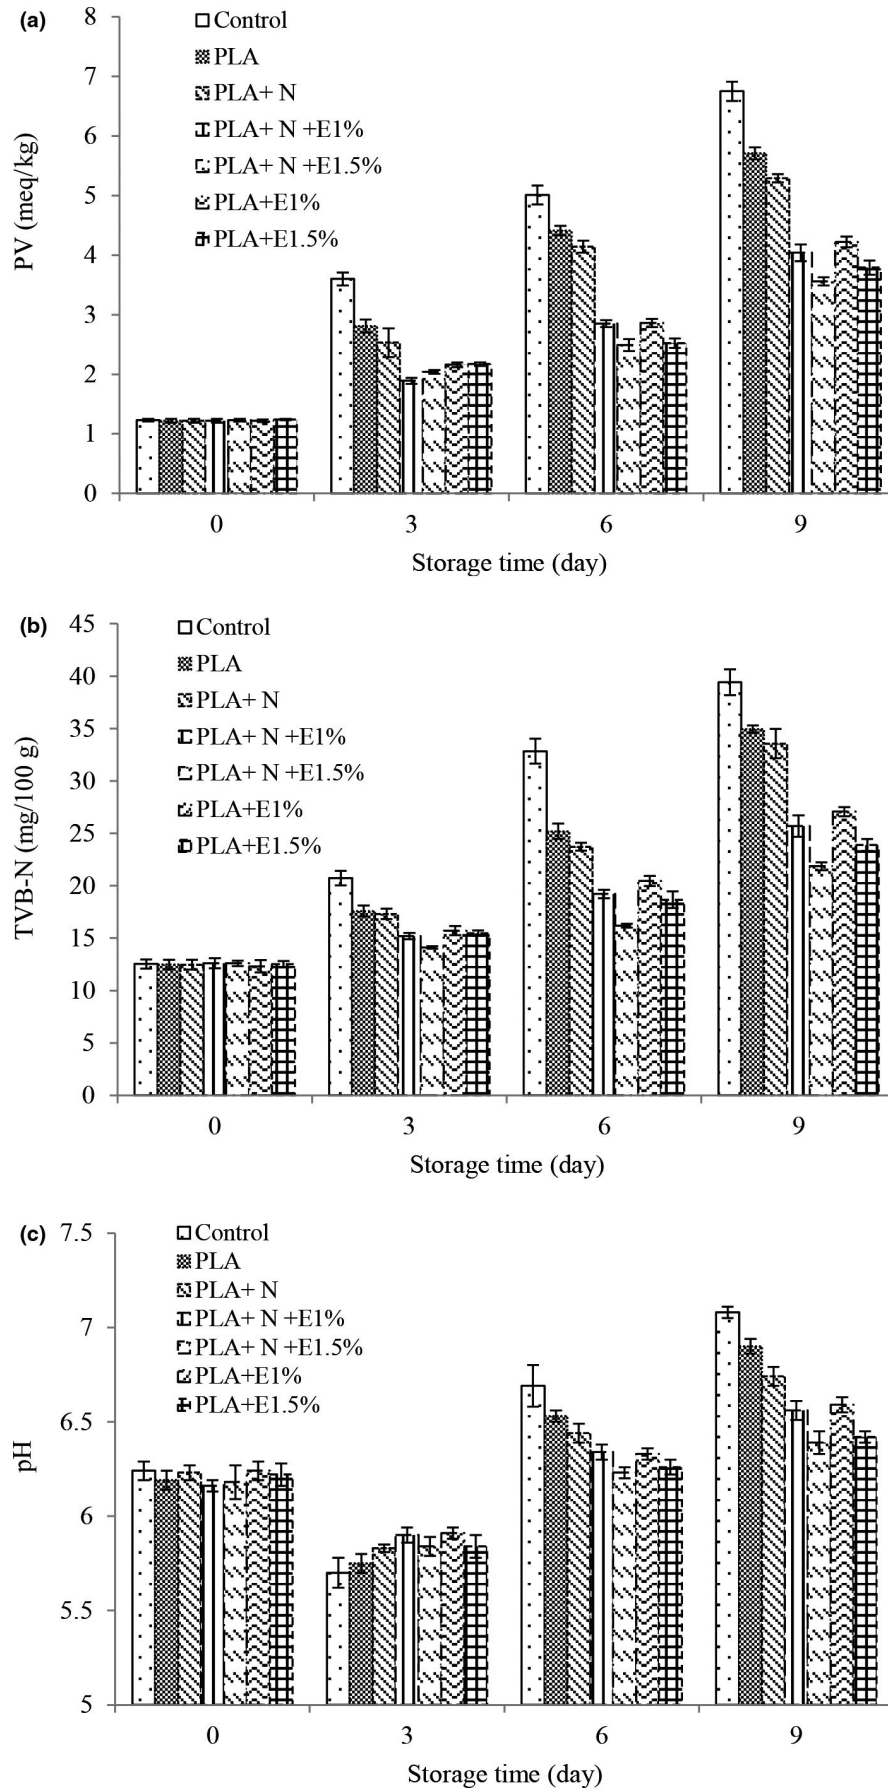 (a)
8
7
6
5
4
3
2
1
0
PV (meq/kg)
Control
PLA
PLA+ N
PLA+ N +E1%
PLA+ N +E1.5%
PLA+E1%
PLA+E1.5%
0 3 6 9
Storage time (day)
(b)
45
40
35
30
25
20
15
10
5
0
TVB-N (mg/100 g)
Control
PLA
PLA+ N
PLA+ N +E1%
PLA+ N +E1.5%
PLA+E1%
PLA+E1.5%
0 3 6 9
Storage time (day)
(c)
7.5
7
6.5
6
5.5
5
pH
Control
PLA
PLA+ N
PLA+ N +E1%
PLA+ N +E1.5%
PLA+E1%
PLA+E1.5%
0 3 6 9
Storage time (day)